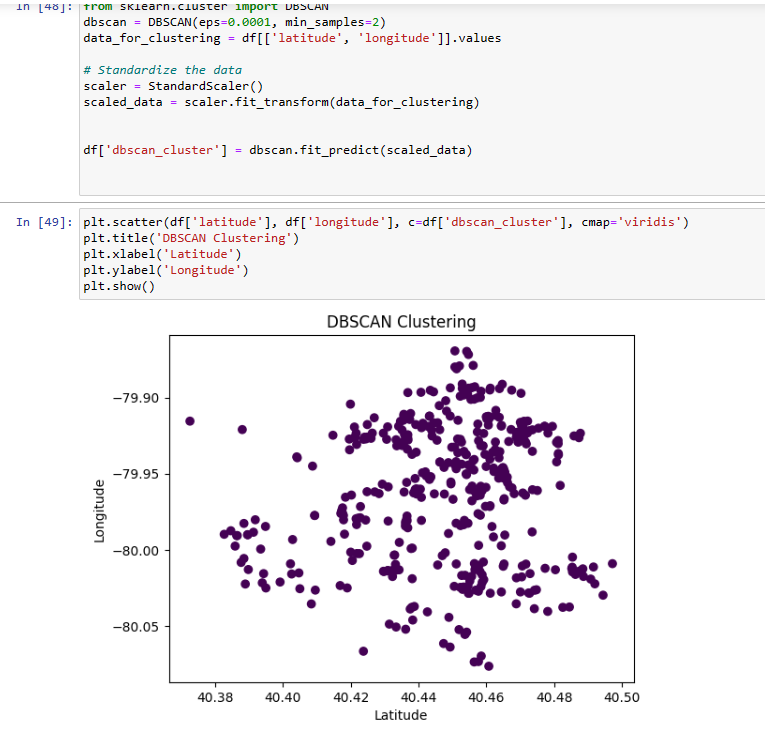 In [48]: from sklearn.cluster import DBSCAN
dbscan = DBSCAN(eps=0.0001, min_samples=2)
data_for_clustering = df[['latitude', 'longitude']].values
# Standardize the data
scaler = StandardScaler()
scaled_data = scaler.fit_transform(data_for_clustering)
df['dbscan_cluster'] = dbscan.fit_predict(scaled_data)
In [49]: plt.scatter(df['latitude'], df['longitude'], c=df['dbscan_cluster'], cmap='viridis')
plt.title('DBSCAN Clustering')
plt.xlabel('Latitude')
plt.ylabel('Longitude')
plt.show()
DBSCAN Clustering
−79.90
−79.95
−80.00
−80.05
Longitude
40.38 40.40 40.42 40.44 40.46 40.48 40.50
Latitude